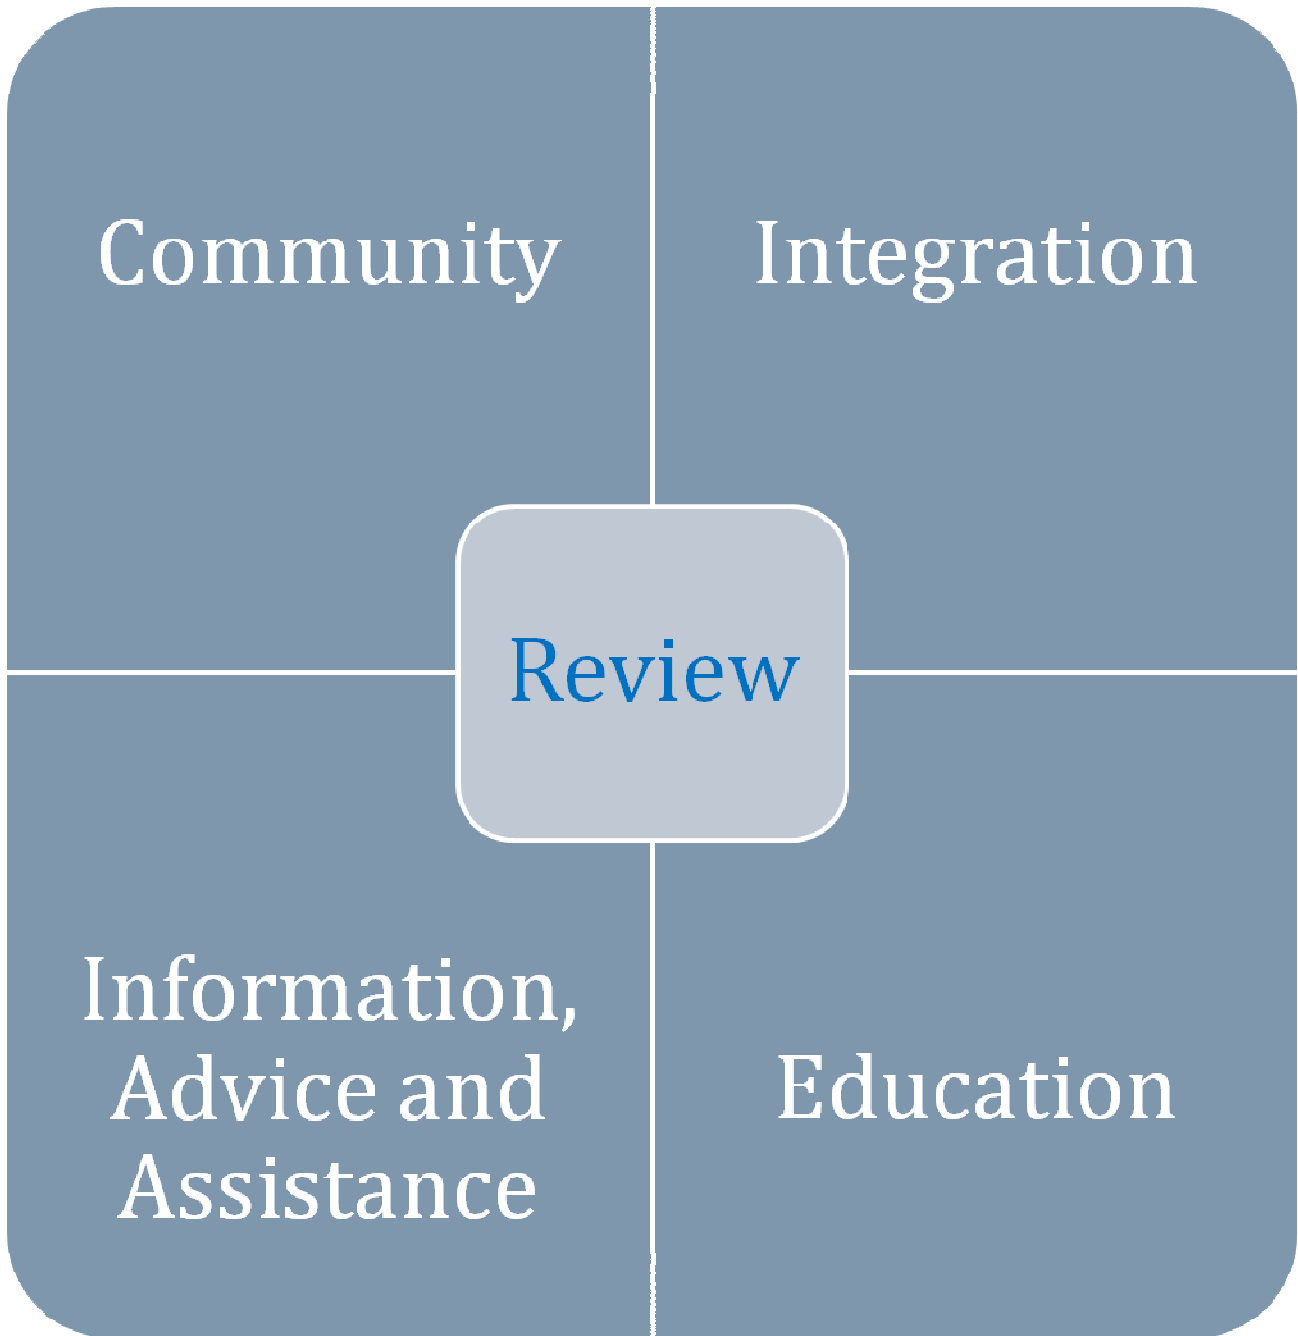 Community
Integration
Review
Information,
Advice and
Assistance
Education